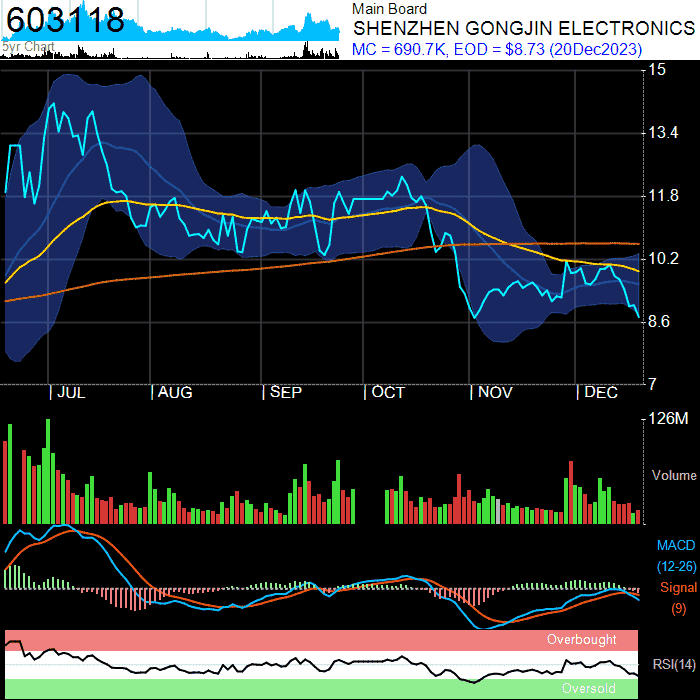 603118
5yr Chart
Main Board
SHENZHEN GONGJIN ELECTRONICS
MC = 690.7K, EOD = $8.73 (20Dec2023)
15
13.4
11.8
10.2
8.6
7
JUL
AUG
SEP
OCT
NOV
DEC
126M
Volume
MACD
(12-26)
Signal
(9)
Overbought
RSI(14)
Oversold